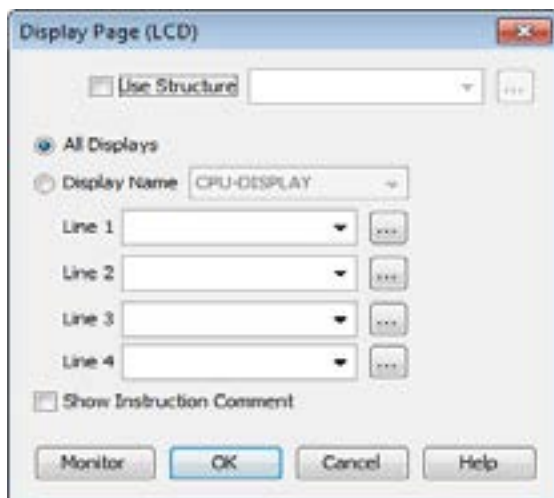 Display Page (LCD)
Use Structure
...
All Displays
Display Name CPU-DISPLAY
Line 1 ...
Line 2 ...
Line 3 ...
Line 4 ...
Show Instruction Comment
Monitor OK Cancel Help